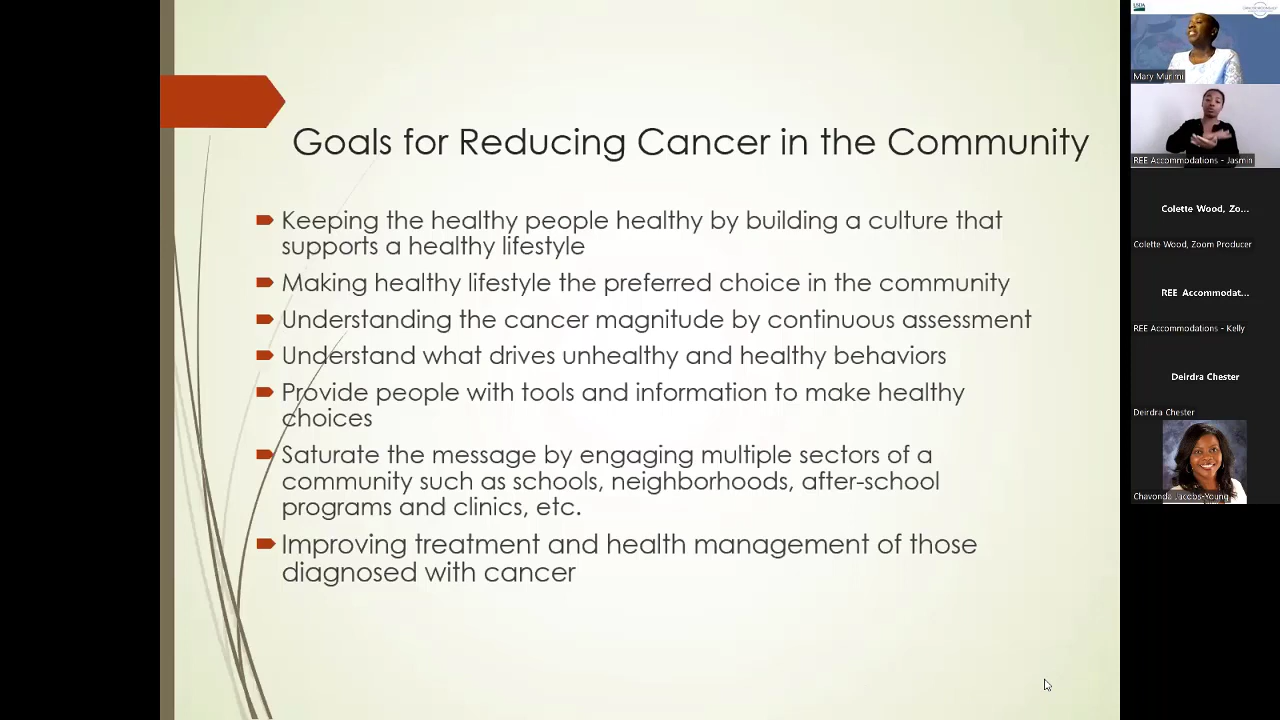 Goals for Reducing Cancer in the Community
Keeping the healthy people healthy by building a culture that
supports a healthy lifestyle
Making healthy lifestyle the preferred choice in the community
Understanding the cancer magnitude by continuous assessment
Understand what drives unhealthy and healthy behaviors
Provide people with tools and information to make healthy
choices
Saturate the message by engaging multiple sectors of a
community such as schools, neighborhoods, after-school
programs and clinics, etc.
Improving treatment and health management of those
diagnosed with cancer
USDA
Mary Murimi
REE Accommodations - Jasmin
Colette Wood, Zo...
Colette Wood, Zoom Producer
REE Accommodat...
REE Accommodations - Kelly
Deirdra Chester
Deirdra Chester
Chavonda Jacobs-Young